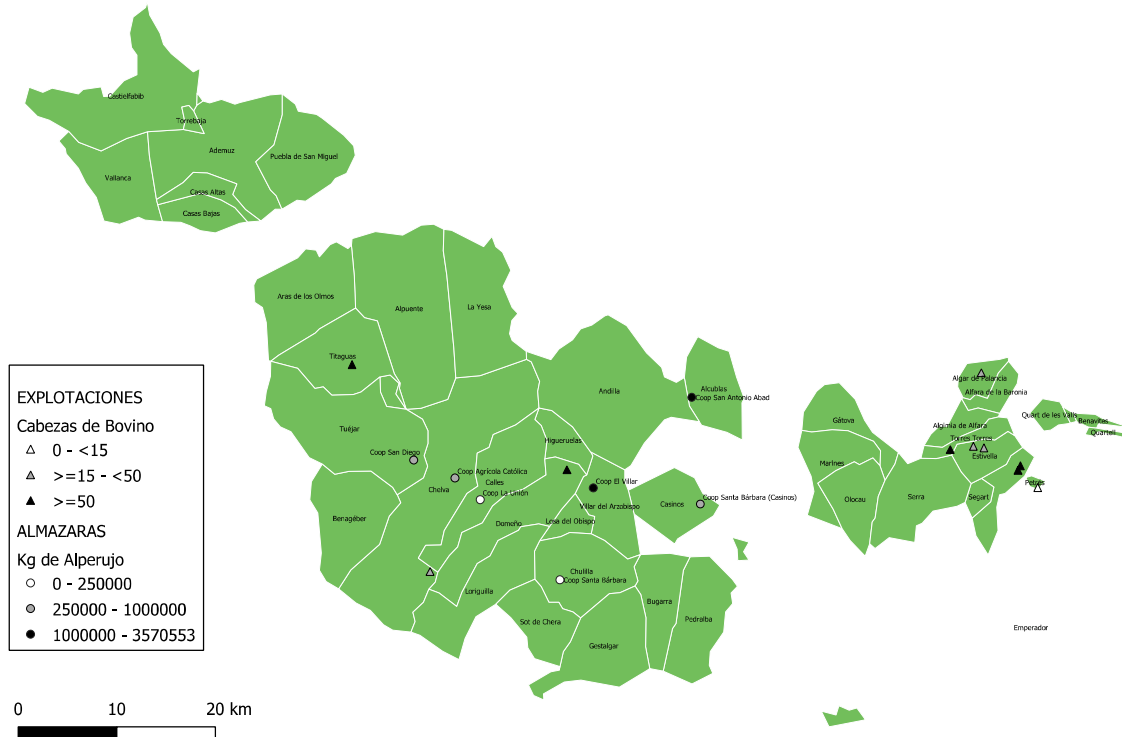 Castielfabib
Torrebaja
Ademuz
Puebla de San Miguel
Vallanca
Casas Altas
Casas Bajas
Aras de los Olmos
Alpuente
La Yesa
Titaguas
Andilla
Alcublas
Coop San Antonio Abad
Tuéjar
Higueruelas
Coop San Diego
Coop Agrícola Católica
Calles
Chelva
Coop La Unión
Coop El Villar
Villar del Arzobispo
Casinos
Coop Santa Bárbara (Casinos)
Benagéber
Domeño
Losa del Obispo
Chulilla
Coop Santa Bárbara
Loriguilla
Bugarra
Sot de Chera
Pedralba
Gestalgar
Algar de Palancia
Alfara de la Baronia
Quart de les Valls
Benavites
Quartell
Gátova
Algimia de Alfara
Torres Torres
Estivella
Marines
Olocau
Serra
Segart
Petrés
Emperador
EXPLOTACIONES
Cabezas de Bovino
0 - <15
>=15 - <50
>=50
ALMAZARAS
Kg de Alperujo
0 - 250000
250000 - 1000000
1000000 - 3570553
0 10 20 km